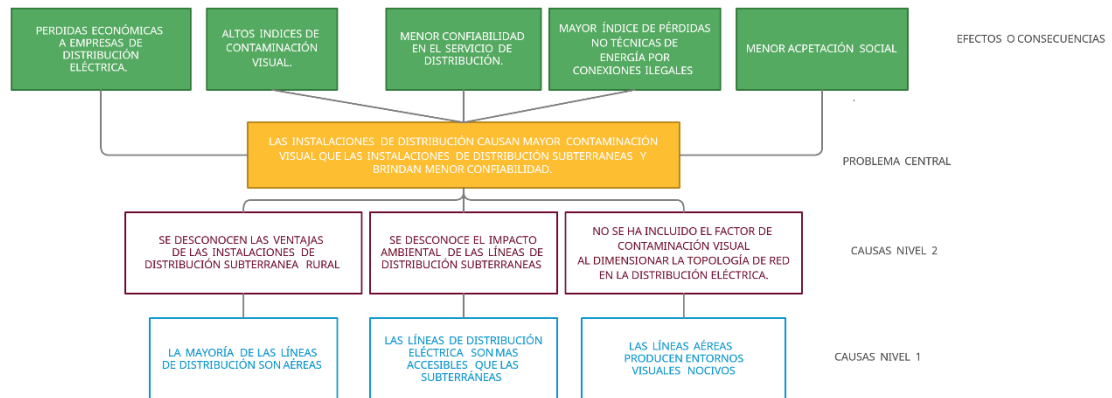 PERDIDAS ECONÓMICAS
A EMPRESAS DE
DISTRIBUCIÓN
ELÉCTRICA.
ALTOS INDICES DE
CONTAMINACIÓN
VISUAL.
MENOR CONFIABILIDAD
EN EL SERVICIO DE
DISTRIBUCIÓN.
MAYOR ÍNDICE DE PÉRDIDAS
NO TÉCNICAS DE
ENERGÍA POR
CONEXIONES ILEGALES
MENOR ACPETACIÓN SOCIAL
EFECTOS O CONSECUENCIAS
LAS INSTALACIONES DE DISTRIBUCIÓN CAUSAN MAYOR CONTAMINACIÓN
VISUAL QUE LAS INSTALACIONES DE DISTRIBUCIÓN SUBTERRANEAS Y
BRINDAN MENOR CONFIABILIDAD.
PROBLEMA CENTRAL
SE DESCONOCEN LAS VENTAJAS
DE LAS INSTALACIONES DE
DISTRIBUCIÓN SUBTERRANEA RURAL
SE DESCONOCE EL IMPACTO
AMBIENTAL DE LAS LÍNEAS DE
DISTRIBUCIÓN SUBTERRANEAS
NO SE HA INCLUIDO EL FACTOR DE
CONTAMINACIÓN VISUAL
AL DIMENSIONAR LA TOPOLOGÍA DE RED
EN LA DISTRIBUCIÓN ELÉCTRICA.
CAUSAS NIVEL 2
LA MAYORÍA DE LAS LÍNEAS
DE DISTRIBUCIÓN SON AÉREAS
LAS LÍNEAS DE DISTRIBUCIÓN
ELÉCTRICA SON MAS
ACCESIBLES QUE LAS
SUBTERRÁNEAS
LAS LÍNEAS AÉREAS
PRODUCEN ENTORNOS
VISUALES NOCIVOS
CAUSAS NIVEL 1